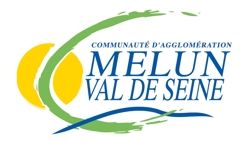 COMMUNAUTÉ D'AGGLOMÉRATION
MELUN
VAL DE SEINE